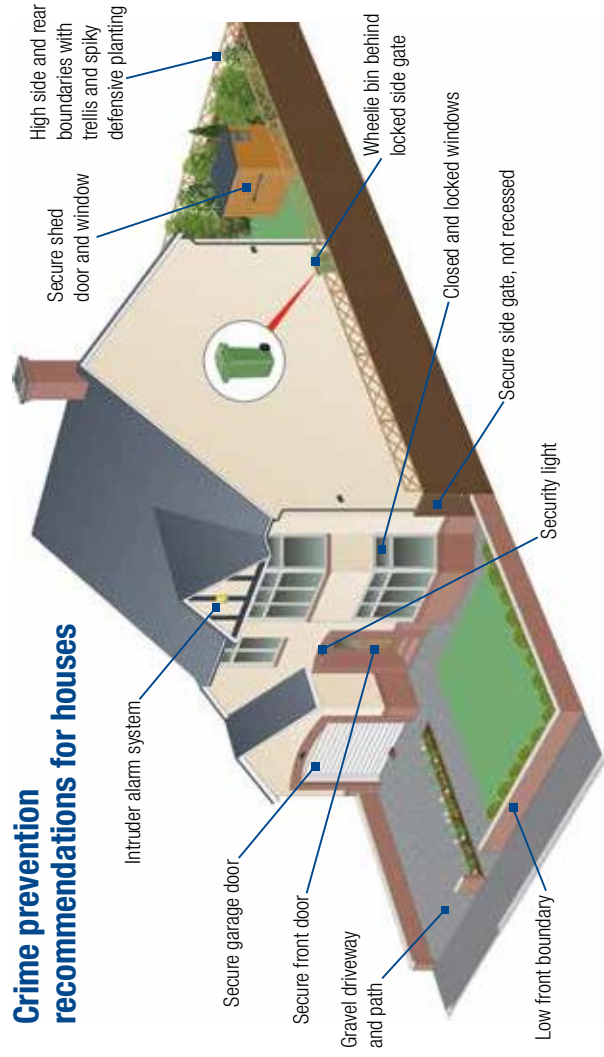 Crime prevention
recommendations for houses
Intruder alarm system
Secure garage door
Secure front door
Gravel driveway
and path
Low front boundary
High side and rear
boundaries with
trellis and spiky
defensive planting
Secure shed
door and window
Wheelie bin behind
locked side gate
Closed and locked windows
Secure side gate, not recessed
Security light